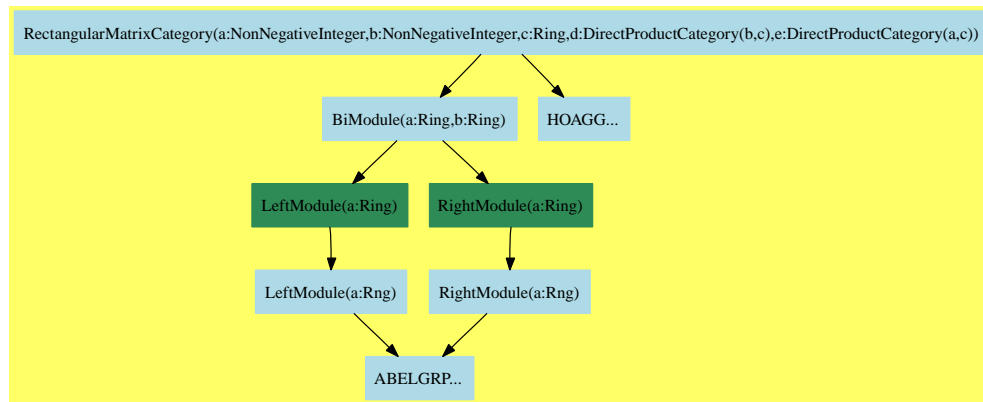 RectangularMatrixCategory(a:NonNegativeInteger,b:NonNegativeInteger,c:Ring,d:DirectProductCategory(b,c),e:DirectProductCategory(a,c))
BiModule(a:Ring,b:Ring)
HOAGG...
LeftModule(a:Ring)
RightModule(a:Ring)
LeftModule(a:Rng)
RightModule(a:Rng)
ABELGRP...